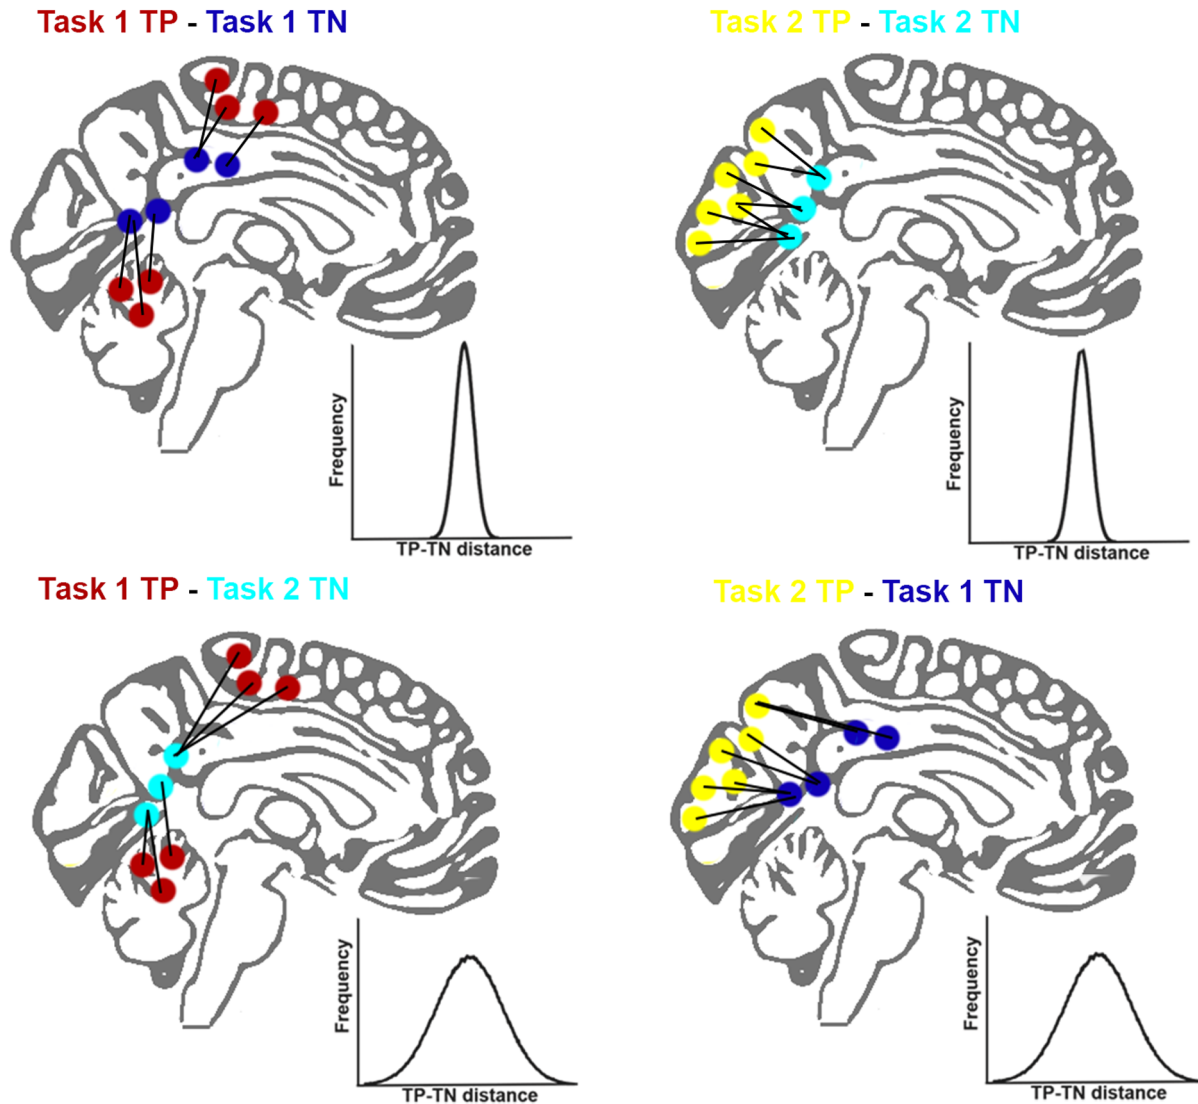 Task 1 TP - Task 1 TN
Task 2 TP - Task 2 TN
Frequency
TP-TN distance
Frequency
TP-TN distance
Task 1 TP - Task 2 TN
Task 2 TP - Task 1 TN
Frequency
TP-TN distance
Frequency
TP-TN distance